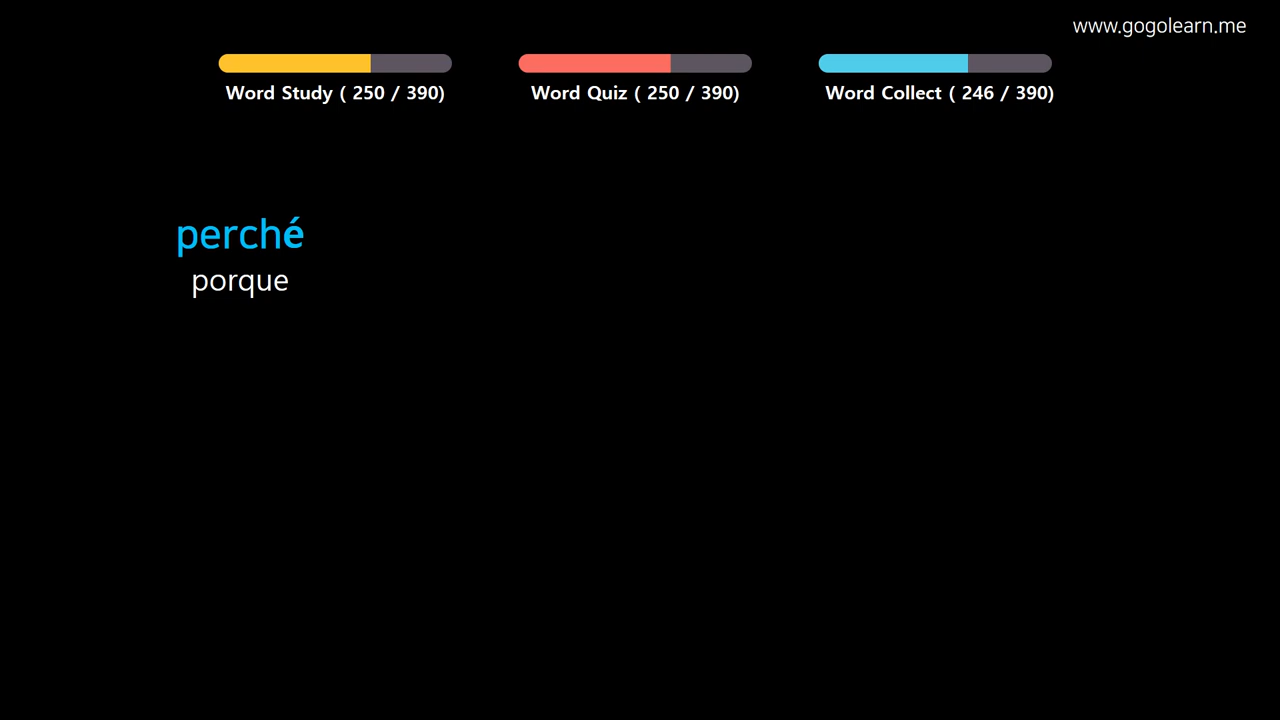 www.gogolearn.me
Word Study ( 250 / 390)
Word Quiz ( 250 / 390)
Word Collect ( 246 / 390)
perché
porque